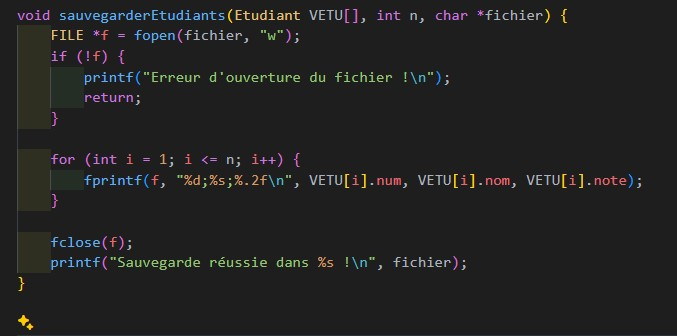 void sauvegarderEtudiants(Etudiant VETU[], int n, char *fichier) {
    FILE *f = fopen(fichier, "w");
    if (!f) {
        printf("Erreur d'ouverture du fichier !\n");
        return;
    }
    for (int i = 1; i <= n; i++) {
        fprintf(f, "%d;%s;%.2f\n", VETU[i].num, VETU[i].nom, VETU[i].note);
    }
    fclose(f);
    printf("Sauvegarde réussie dans %s !\n", fichier);
}